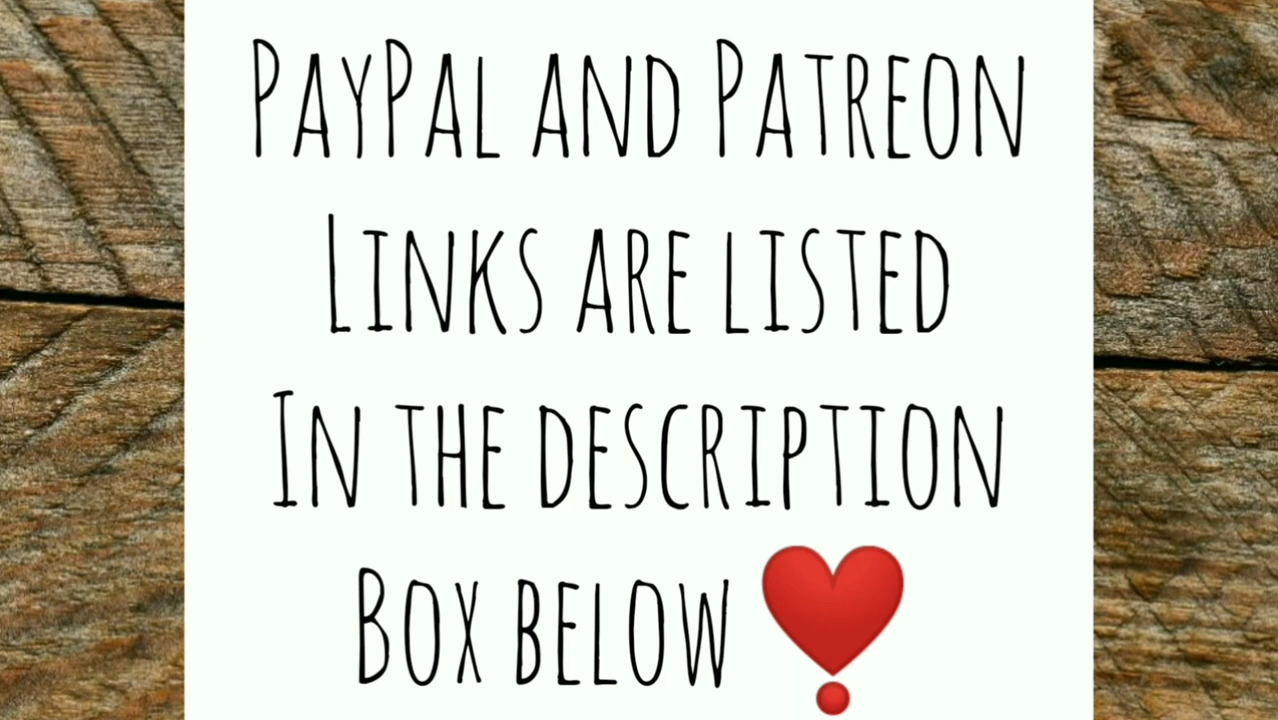 PayPal and Patreon
Links are listed
In the description
Box below ❣